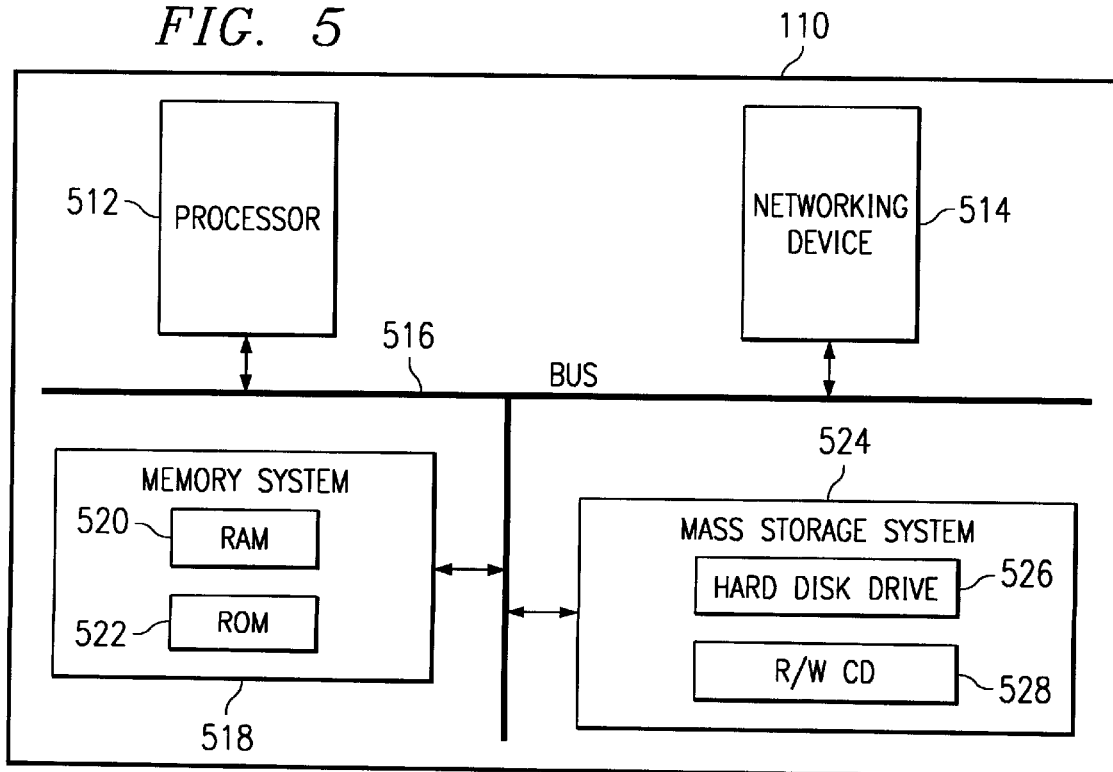 FIG. 5
110
512
PROCESSOR
NETWORKING
DEVICE
514
516
BUS
524
MEMORY SYSTEM
520
RAM
522
ROM
518
MASS STORAGE SYSTEM
HARD DISK DRIVE
526
R/W CD
528